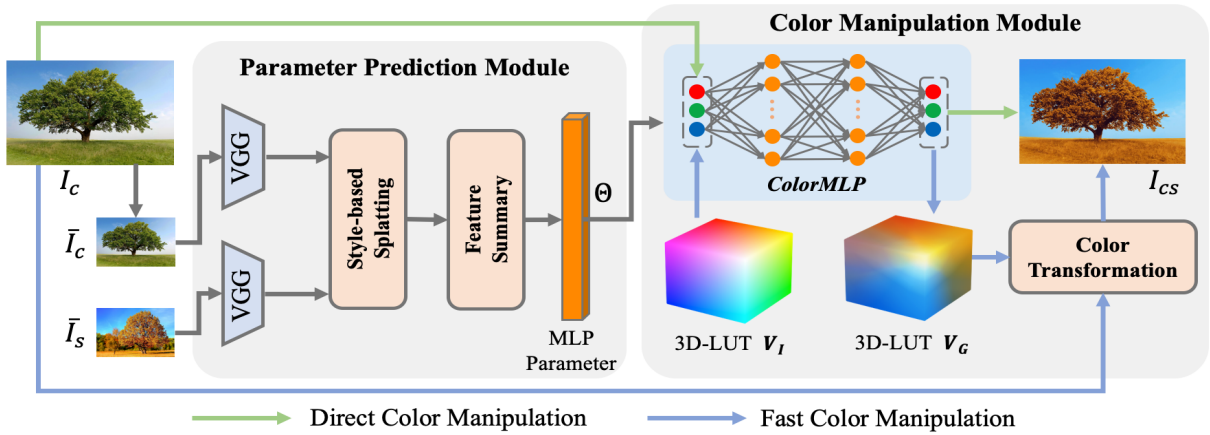 Color Manipulation Module
Parameter Prediction Module
I_c
Ī_c
Ī_s
VGG
VGG
Style-based
Splatting
Feature
Summary
Θ
MLP
Parameter
ColorMLP
3D-LUT V_I
3D-LUT V_G
I_cs
Color
Transformation
Direct Color Manipulation
Fast Color Manipulation